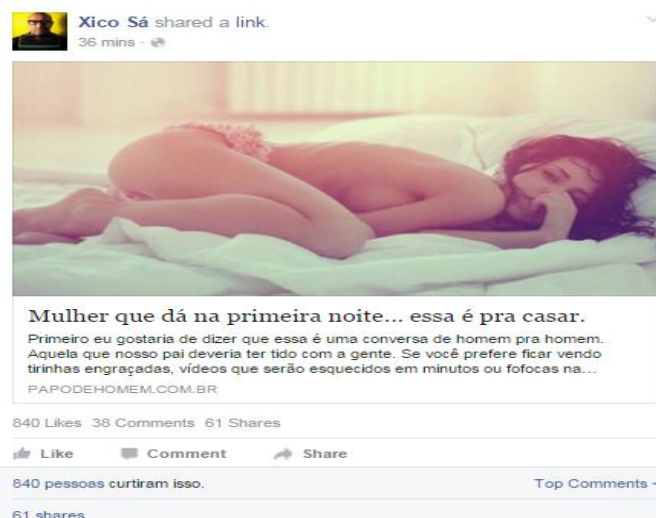 Xico Sá shared a link.
36 mins ·
Mulher que dá na primeira noite... essa é pra casar.
Primeiro eu gostaria de dizer que essa é uma conversa de homem pra homem.
Aquela que nosso pai deveria ter tido com a gente. Se você prefere ficar vendo
tirinhas engraçadas, vídeos que serão esquecidos em minutos ou fofocas na...
PAPODEHOMEM.COM.BR
840 Likes 38 Comments 61 Shares
Like Comment Share
840 pessoas curtiram isso. Top Comments
61 shares